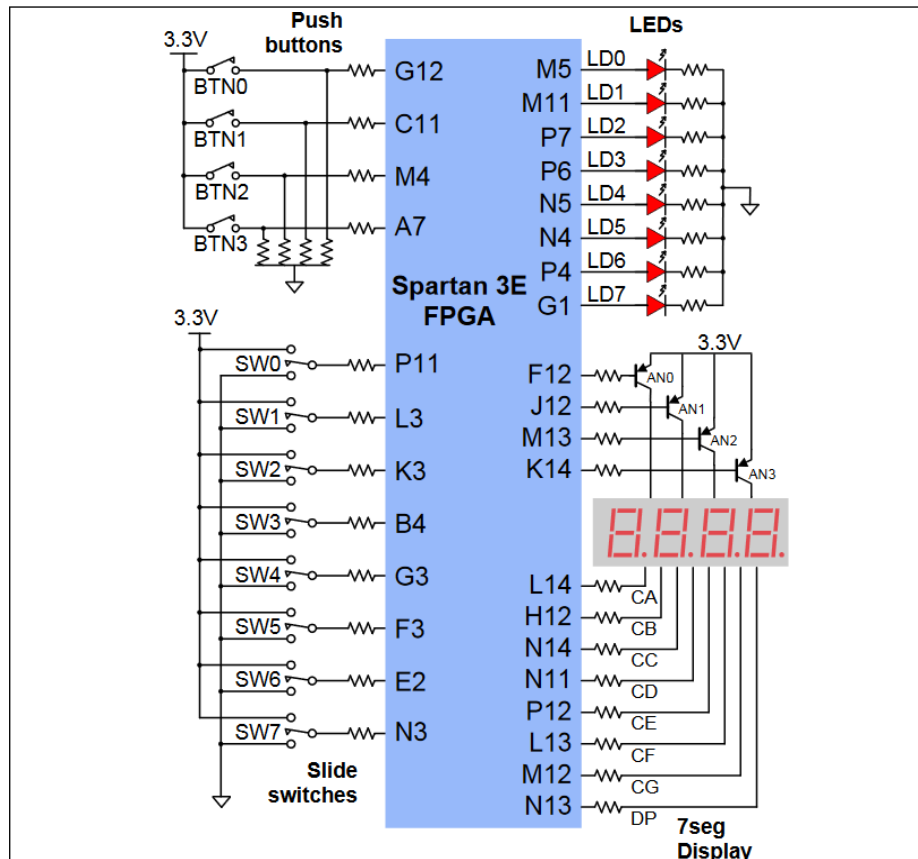 Push
buttons
3.3V
BTN0
BTN1
BTN2
BTN3
G12
C11
M4
A7
LEDs
M5 LD0
M11 LD1
P7 LD2
P6 LD3
N5 LD4
N4 LD5
P4 LD6
G1 LD7
Spartan 3E
FPGA
3.3V
SW0
SW1
SW2
SW3
SW4
SW5
SW6
SW7
P11
L3
K3
B4
G3
F3
E2
N3
Slide
switches
3.3V
F12 AN0
J12 AN1
M13 AN2
K14 AN3
8.8.8.8.
L14 CA
H12 CB
N14 CC
N11 CD
P12 CE
L13 CF
M12 CG
N13 DP
7seg
Display